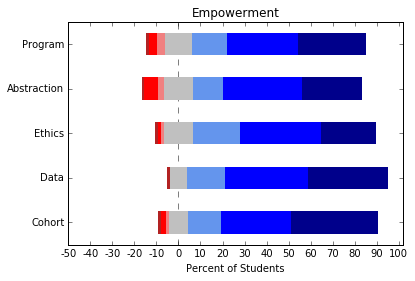 Empowerment
Program
Abstraction
Ethics
Data
Cohort
-50 -40 -30 -20 -10 0 10 20 30 40 50 60 70 80 90 100
Percent of Students